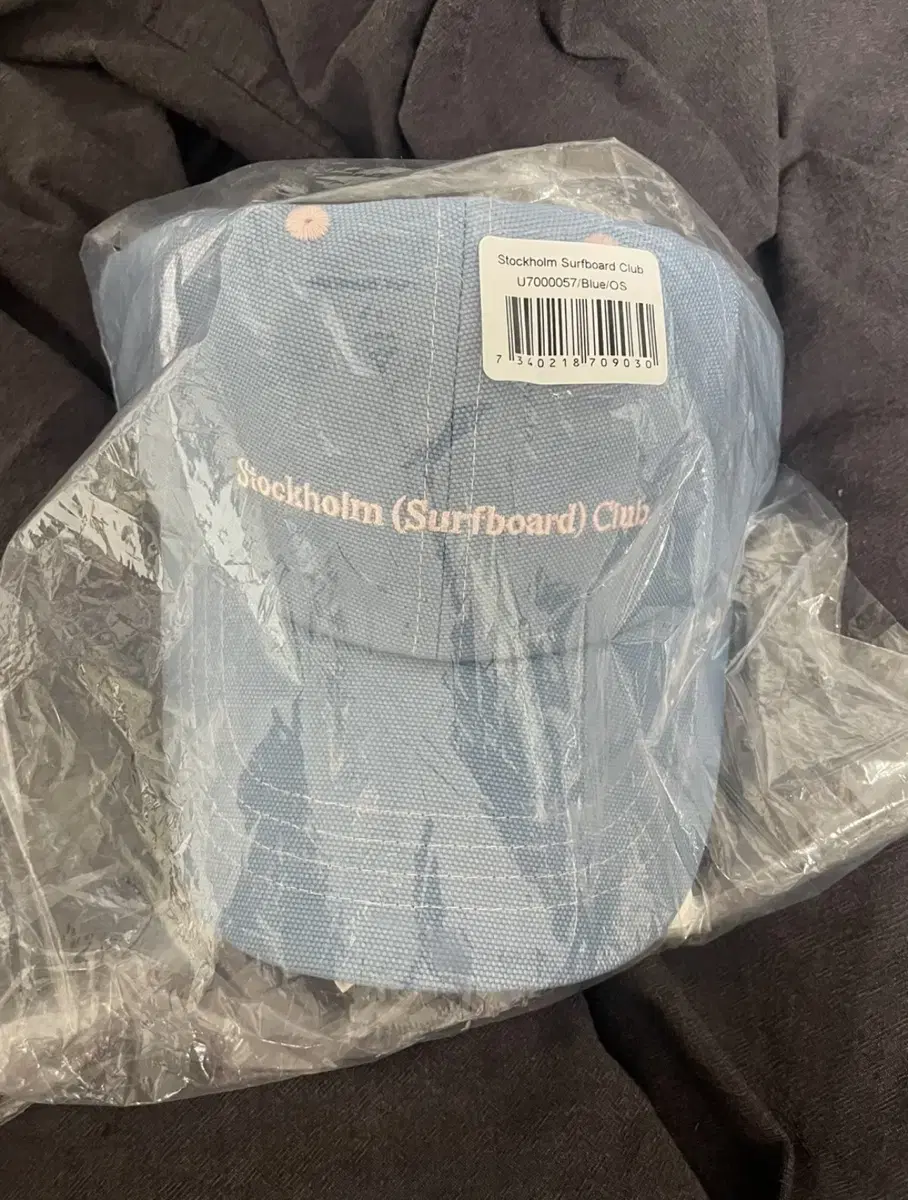 Stockholm Surfboard Club
U7000057/Blue/OS
7 340218 709030
Stockholm (Surfboard) Club